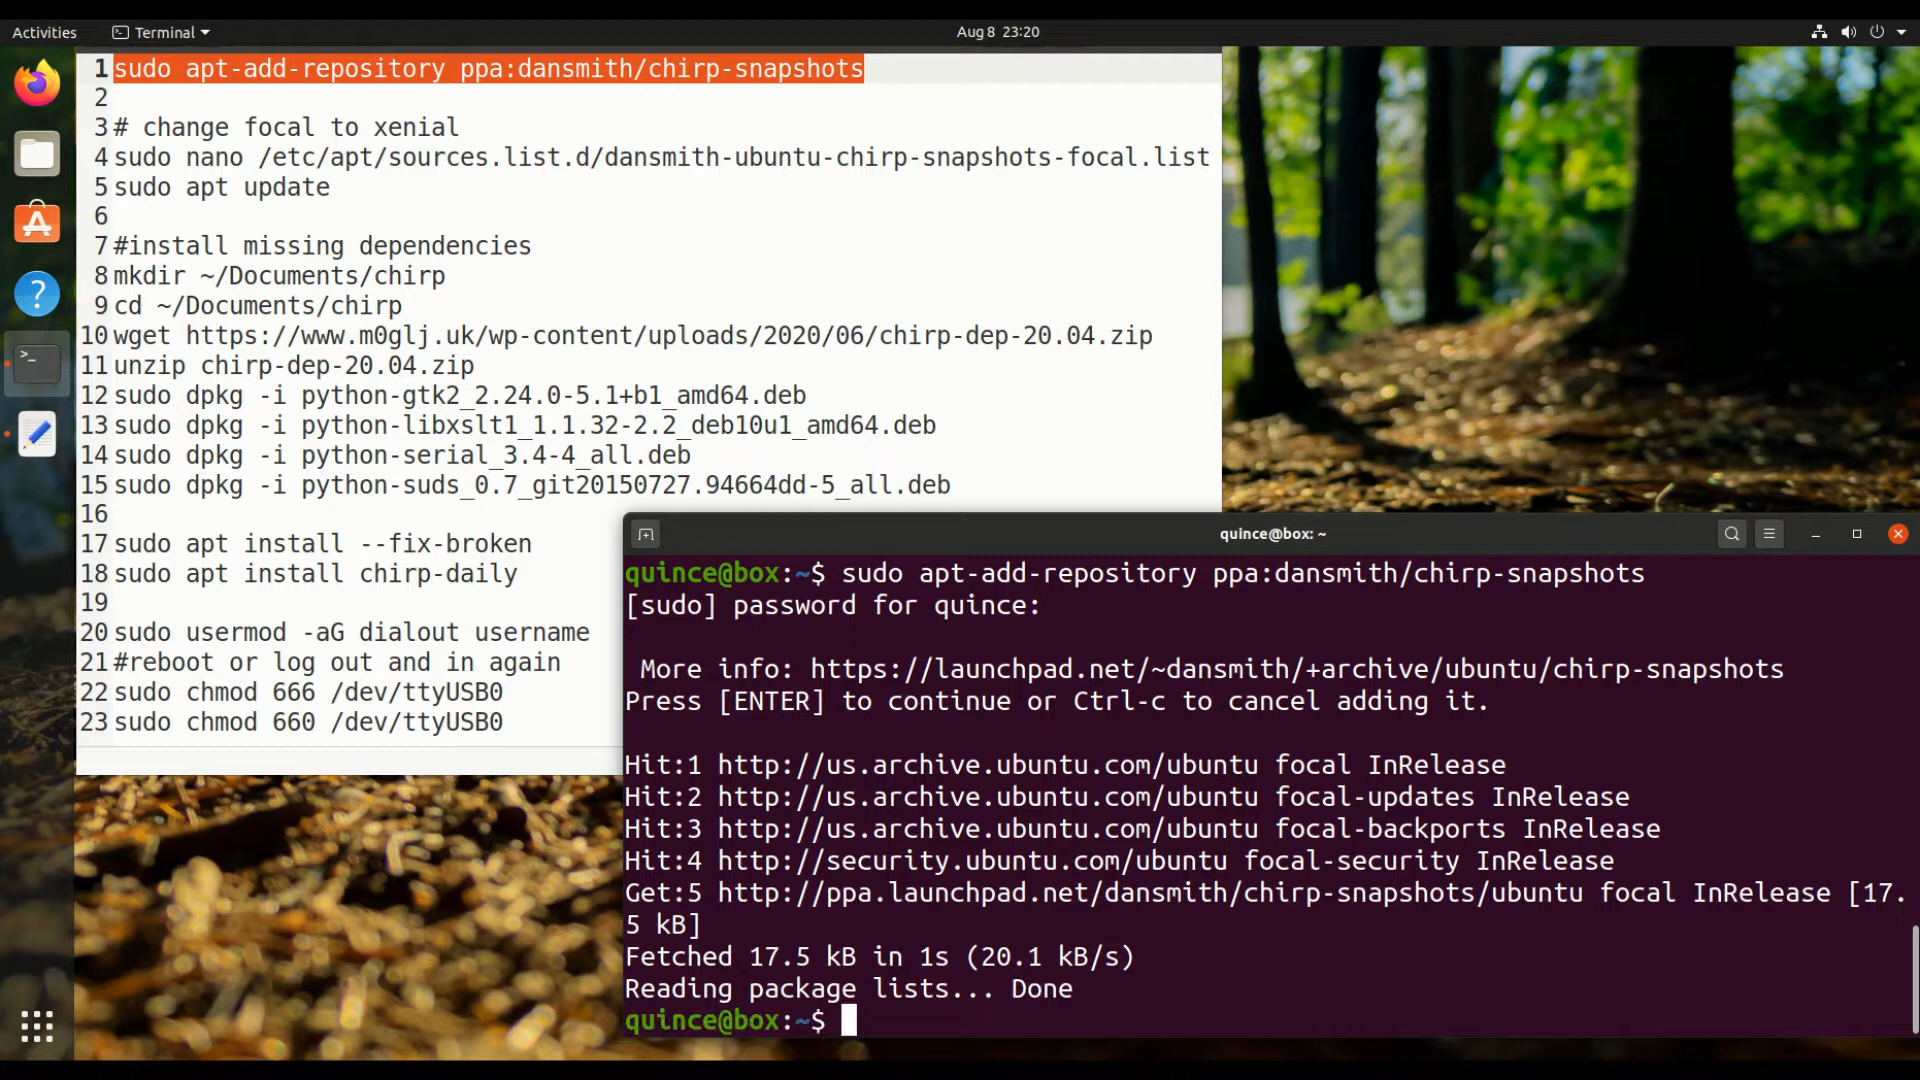 Activities
Terminal
Aug 8 23:20
1 sudo apt-add-repository ppa:dansmith/chirp-snapshots
2
3 # change focal to xenial
4 sudo nano /etc/apt/sources.list.d/dansmith-ubuntu-chirp-snapshots-focal.list
5 sudo apt update
6
7 #install missing dependencies
8 mkdir ~/Documents/chirp
9 cd ~/Documents/chirp
10 wget https://www.m0glj.uk/wp-content/uploads/2020/06/chirp-dep-20.04.zip
11 unzip chirp-dep-20.04.zip
12 sudo dpkg -i python-gtk2_2.24.0-5.1+b1_amd64.deb
13 sudo dpkg -i python-libxslt1_1.1.32-2.2_deb10u1_amd64.deb
14 sudo dpkg -i python-serial_3.4-4_all.deb
15 sudo dpkg -i python-suds_0.7_git20150727.94664dd-5_all.deb
16
17 sudo apt install --fix-broken
18 sudo apt install chirp-daily
19
20 sudo usermod -aG dialout username
21 #reboot or log out and in again
22 sudo chmod 666 /dev/ttyUSB0
23 sudo chmod 660 /dev/ttyUSB0
quince@box: ~
quince@box:~$ sudo apt-add-repository ppa:dansmith/chirp-snapshots
[sudo] password for quince:
More info: https://launchpad.net/~dansmith/+archive/ubuntu/chirp-snapshots
Press [ENTER] to continue or Ctrl-c to cancel adding it.
Hit:1 http://us.archive.ubuntu.com/ubuntu focal InRelease
Hit:2 http://us.archive.ubuntu.com/ubuntu focal-updates InRelease
Hit:3 http://us.archive.ubuntu.com/ubuntu focal-backports InRelease
Hit:4 http://security.ubuntu.com/ubuntu focal-security InRelease
Get:5 http://ppa.launchpad.net/dansmith/chirp-snapshots/ubuntu focal InRelease [17.
5 kB]
Fetched 17.5 kB in 1s (20.1 kB/s)
Reading package lists... Done
quince@box:~$